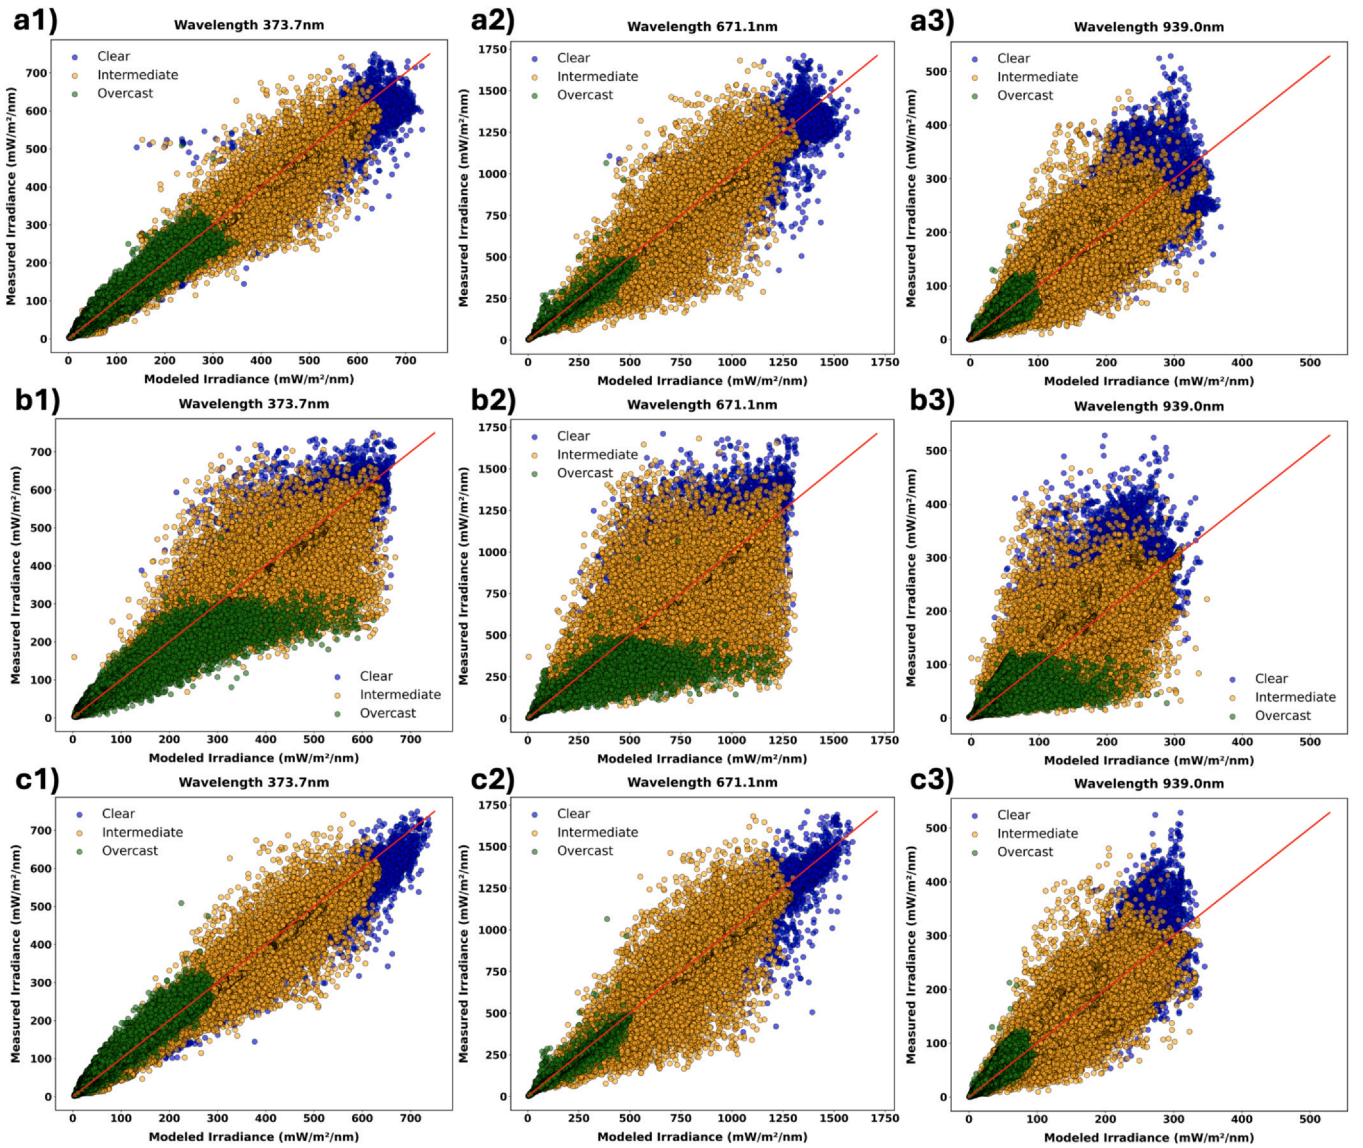 a1)
Wavelength 373.7nm
Clear
Intermediate
Overcast
Measured Irradiance (mW/m²/nm)
700
600
500
400
300
200
100
0
0 100 200 300 400 500 600 700
Modeled Irradiance (mW/m²/nm)
a2)
Wavelength 671.1nm
Clear
Intermediate
Overcast
Measured Irradiance (mW/m²/nm)
1750
1500
1250
1000
750
500
250
0
0 250 500 750 1000 1250 1500 1750
Modeled Irradiance (mW/m²/nm)
a3)
Wavelength 939.0nm
Clear
Intermediate
Overcast
Measured Irradiance (mW/m²/nm)
500
400
300
200
100
0
0 100 200 300 400 500
Modeled Irradiance (mW/m²/nm)
b1)
Wavelength 373.7nm
Measured Irradiance (mW/m²/nm)
700
600
500
400
300
200
100
0
Clear
Intermediate
Overcast
0 100 200 300 400 500 600 700
Modeled Irradiance (mW/m²/nm)
b2)
Wavelength 671.1nm
Clear
Intermediate
Overcast
Measured Irradiance (mW/m²/nm)
1750
1500
1250
1000
750
500
250
0
0 250 500 750 1000 1250 1500 1750
Modeled Irradiance (mW/m²/nm)
b3)
Wavelength 939.0nm
Measured Irradiance (mW/m²/nm)
500
400
300
200
100
0
Clear
Intermediate
Overcast
0 100 200 300 400 500
Modeled Irradiance (mW/m²/nm)
c1)
Wavelength 373.7nm
Clear
Intermediate
Overcast
Measured Irradiance (mW/m²/nm)
700
600
500
400
300
200
100
0
0 100 200 300 400 500 600 700
Modeled Irradiance (mW/m²/nm)
c2)
Wavelength 671.1nm
Clear
Intermediate
Overcast
Measured Irradiance (mW/m²/nm)
1750
1500
1250
1000
750
500
250
0
0 250 500 750 1000 1250 1500 1750
Modeled Irradiance (mW/m²/nm)
c3)
Wavelength 939.0nm
Clear
Intermediate
Overcast
Measured Irradiance (mW/m²/nm)
500
400
300
200
100
0
0 100 200 300 400 500
Modeled Irradiance (mW/m²/nm)